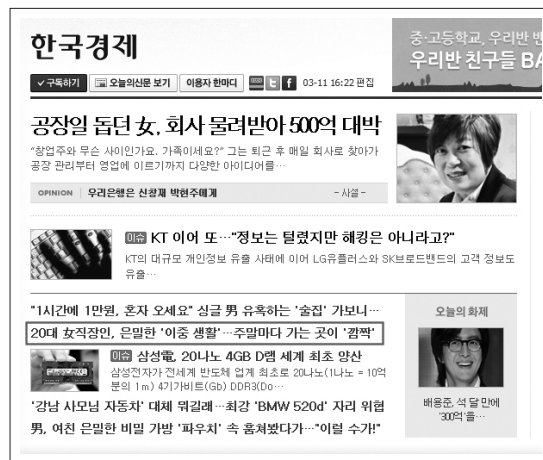 한국경제
중·고등학교, 우리반 반
우리반 친구들 BA
구독하기 오늘의신문 보기 이용자 한마디 t f 03-11 16:22 편집
공장일 돕던 女, 회사 물려받아 500억 대박
"창업주와 무슨 사이인가요. 가족이세요?" 그는 퇴근 후 매일 회사로 찾아가
공장 관리부터 영업에 이르기까지 다양한 아이디어를…
OPINION 우리은행은 신창재 박현주에게 - 사설 -
이슈 KT 이어 또…"정보는 털렸지만 해킹은 아니라고?"
KT의 대규모 개인정보 유출 사태에 이어 LG유플러스와 SK브로드밴드의 고객 정보도
유출…
"1시간에 1만원, 혼자 오세요" 싱글 男 유혹하는 '술집' 가보니…
20대 女직장인, 은밀한 '이중 생활'…주말마다 가는 곳이 '깜짝'
이슈 삼성電, 20나노 4GB D램 세계 최초 양산
삼성전자가 전세계 반도체 업계 최초로 20나노(1나노 = 10억
분의 1m) 4기가비트(Gb) DDR3(Do…
'강남 사모님 자동차' 대체 뭐길래…최강 'BMW 520d' 자리 위협
男, 여친 은밀한 비밀 가방 '파우치' 속 훔쳐봤다가…"이럴 수가!"
오늘의 화제
배용준, 석 달 만에
'300억'을…